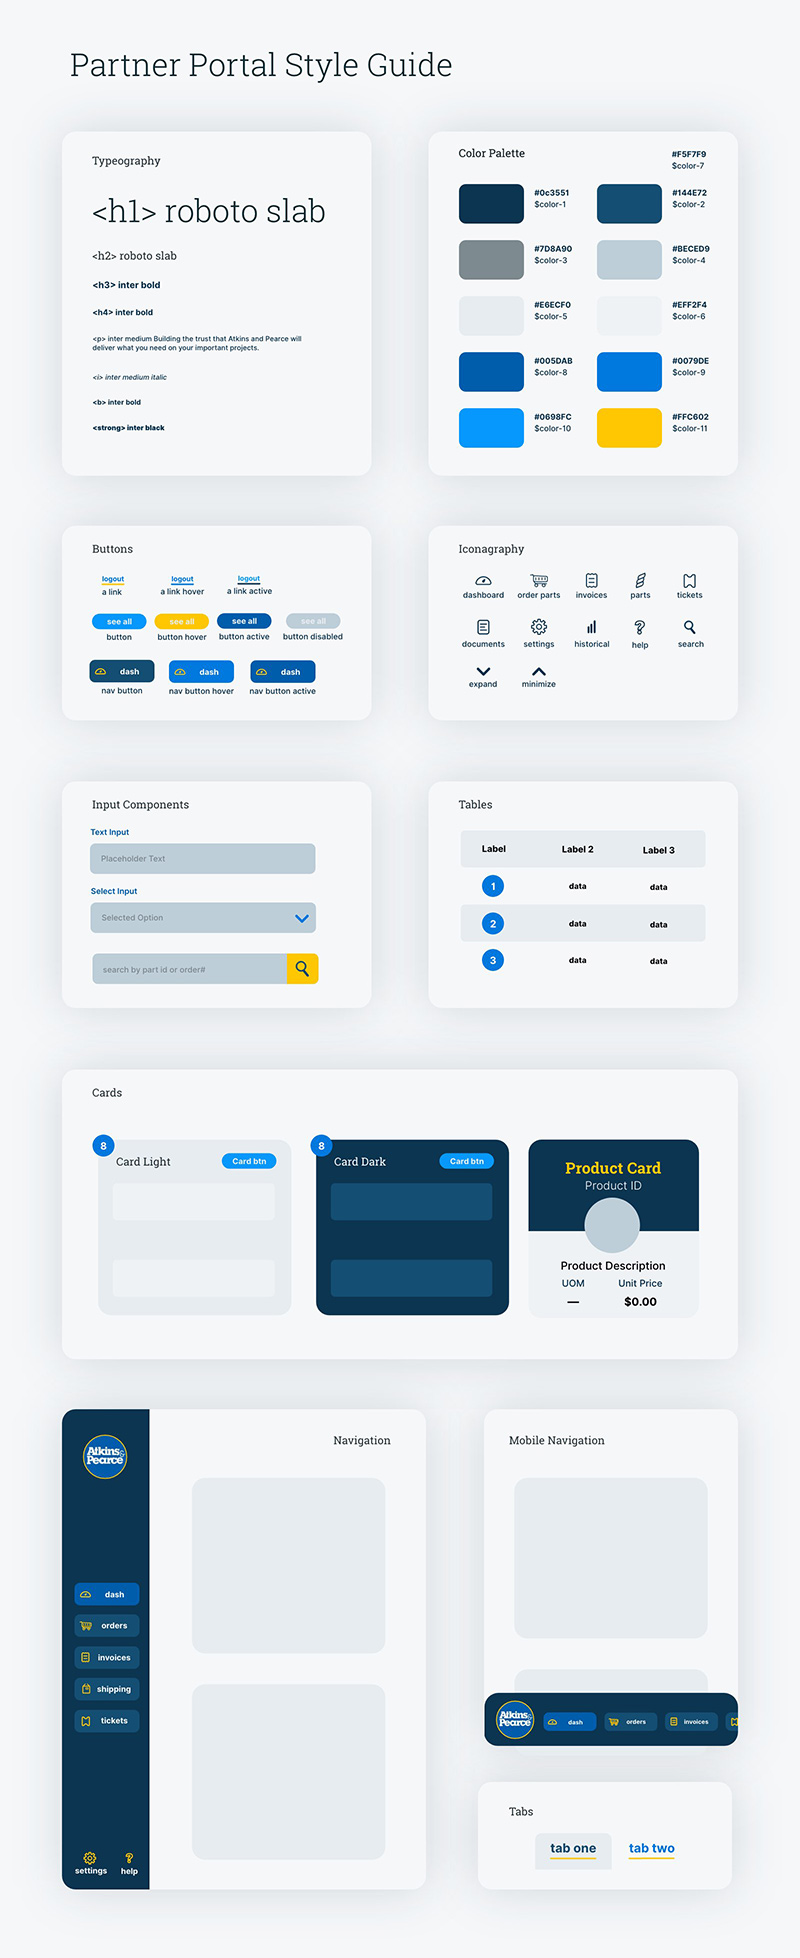 Partner Portal Style Guide
Typeography
<h1> roboto slab
<h2> roboto slab
<h3> inter bold
<h4> inter bold
<p> inter medium Building the trust that Atkins and Pearce will
deliver what you need on your important projects.
<i> inter medium italic
<b> inter bold
<strong> inter black
Color Palette
#F5F7F9
$color-7
#0c3551
$color-1
#144E72
$color-2
#7D8A90
$color-3
#BECED9
$color-4
#E6ECF0
$color-5
#EFF2F4
$color-6
#005DAB
$color-8
#0079DE
$color-9
#0698FC
$color-10
#FFC602
$color-11
Buttons
logout logout logout
a link a link hover a link active
see all see all see all see all
button button hover button active button disabled
dash dash dash
nav button nav button hover nav button active
Iconagraphy
dashboard order parts invoices parts tickets
documents settings historical help search
expand minimize
Input Components
Text Input
Placeholder Text
Select Input
Selected Option
search by part id or order#
Tables
Label Label 2 Label 3
1 data data
2 data data
3 data data
Cards
8
Card Light Card btn
8
Card Dark Card btn
Product Card
Product ID
Product Description
UOM Unit Price
— $0.00
Navigation
Atkins &
Pearce
dash
orders
invoices
shipping
tickets
settings help
Mobile Navigation
Atkins &
Pearce
dash orders invoices
Tabs
tab one tab two